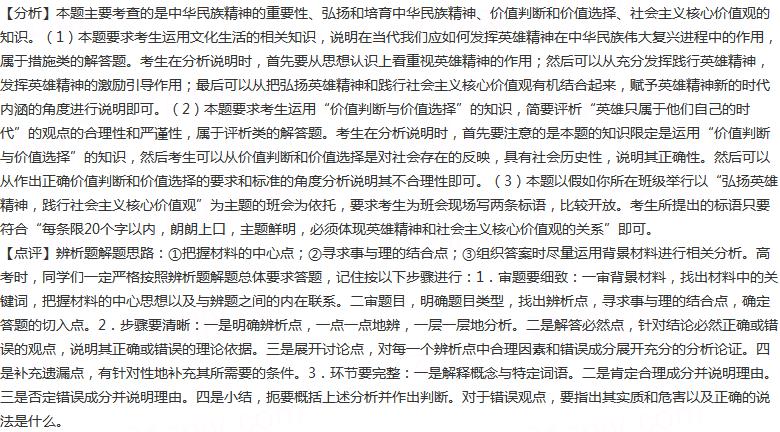 【分析】本题主要考查的是中华民族精神的重要性、弘扬和培育中华民族精神、价值判断和价值选择、社会主义核心价值观的
知识。（1）本题要求考生运用文化生活的相关知识，说明在当代我们应如何发挥英雄精神在中华民族伟大复兴进程中的作用，
属于措施类的解答题。考生在分析说明时，首先要从思想认识上看重视英雄精神的作用；然后可以从充分发挥践行英雄精神，
发挥英雄精神的激励引导作用；最后可以从把弘扬英雄精神和践行社会主义核心价值观有机结合起来，赋予英雄精神新的时代
内涵的角度进行说明即可。（2）本题要求考生运用“价值判断与价值选择”的知识，简要评析“英雄只属于他们自己的时
代”的观点的合理性和严谨性，属于评析类的解答题。考生在分析说明时，首先要注意的是本题的知识限定是运用“价值判断
与价值选择”的知识，然后考生可以从价值判断和价值选择是对社会存在的反映，具有社会历史性，说明其正确性。然后可以
从作出正确价值判断和价值选择的要求和标准的角度分析说明其不合理性即可。（3）本题以假如你所在班级举行以“弘扬英雄
精神，践行社会主义核心价值观”为主题的班会为依托，要求考生为班会现场写两条标语，比较开放。考生所提出的标语只要
符合“每条限20个字以内，朗朗上口，主题鲜明，必须体现英雄精神和社会主义核心价值观的关系”即可。
【点评】辨析题解题思路：①把握材料的中心点；②寻求事与理的结合点；③组织答案时尽量运用背景材料进行相关分析。高
考时，同学们一定严格按照辨析题解题总体要求答题，记住按以下步骤进行：1．审题要细致：一审背景材料，找出材料中的关
键词，把握材料的中心思想以及与辨题之间的内在联系。二审题目，明确题目类型，找出辨析点，寻求事与理的结合点，确定
答题的切入点。2．步骤要清晰：一是明确辨析点，一点一点地辨，一层一层地分析。二是解答必然点，针对结论必然正确或错
误的观点，说明其正确或错误的理论依据。三是展开讨论点，对每一个辨析点中合理因素和错误成分展开充分的分析论证。四
是补充遗漏点，有针对性地补充其所需要的条件。3．环节要完整：一是解释概念与特定词语。二是肯定合理成分并说明理由。
三是否定错误成分并说明理由。四是小结，扼要概括上述分析并作出判断。对于错误观点，要指出其实质和危害以及正确的说
法是什么。